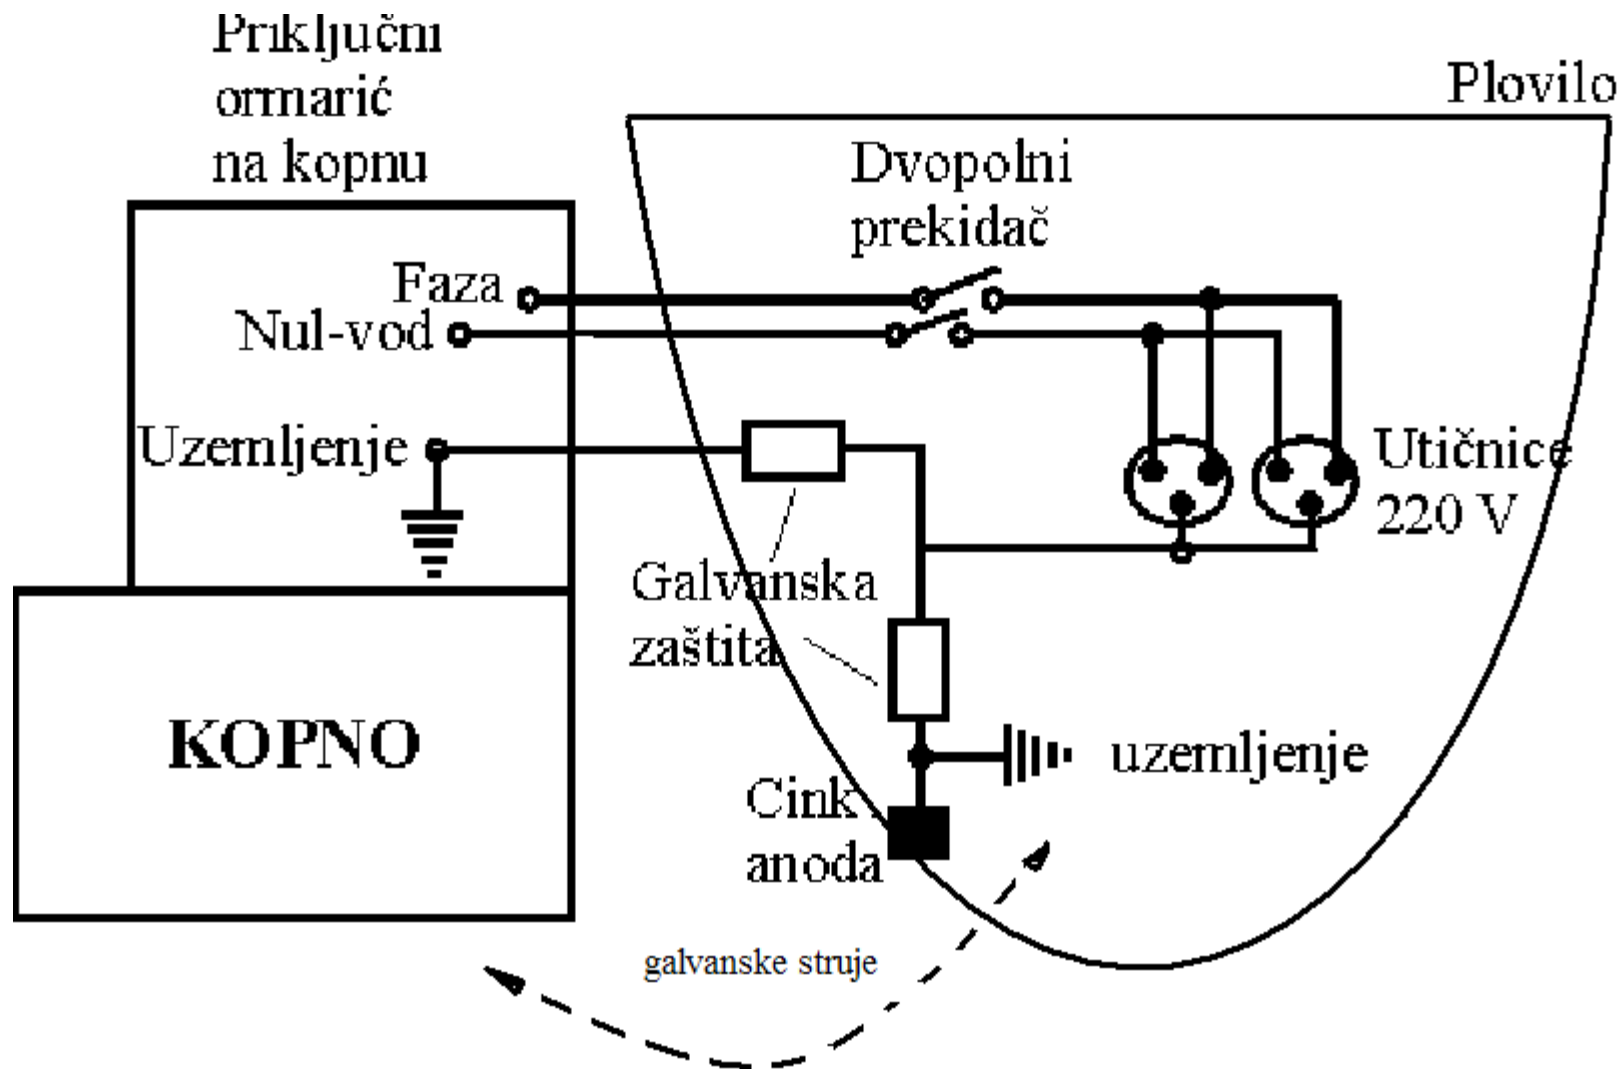 Priključni
ormarić
na kopnu
Plovilo
Dvopolni
prekidač
Faza
Nul-vod
Uzemljenje
Utičnice
220 V
Galvanska
zaštita
KOPNO
uzemljenje
Cink
anoda
galvanske struje